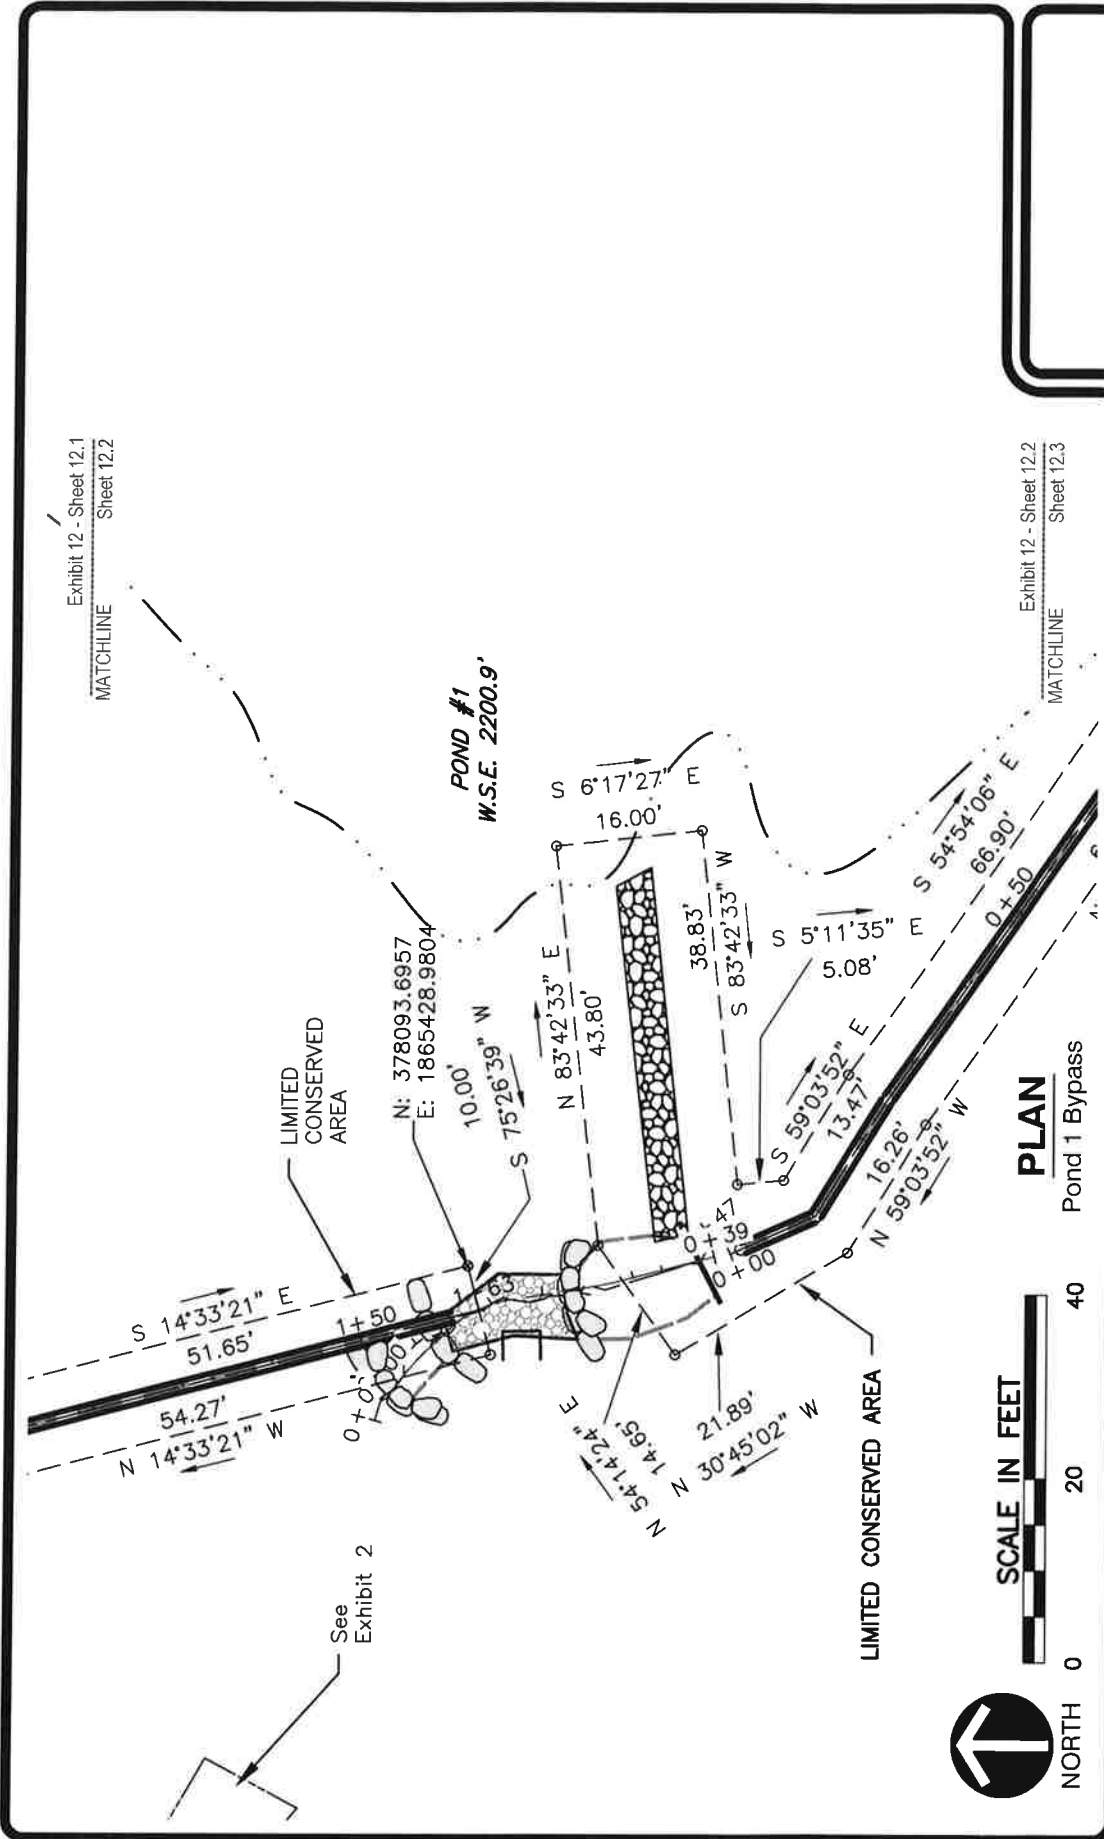 Exhibit 12 - Sheet 12.1
MATCHLINE Sheet 12.2
POND #1
W.S.E. 2200.9'
LIMITED
CONSERVED
AREA
N: 378093.6957
E: 1865428.9804
10.00'
S 75°26'39" W
S 14°33'21" E
51.65'
1+50
54.27'
N 14°33'21" W
See
Exhibit 2
N 83°42'33" E
43.80'
S 6°17'27" E
16.00'
38.83'
S 83°42'33" W
S 5°11'35" E
5.08'
47
0+39
0+00
N 54°14'24" E
14.65'
21.89'
N 30°45'02" W
S 59°03'52" E
13.47'
S 54°54'06" E
66.90'
0+50
16.26'
N 59°03'52" W
LIMITED CONSERVED AREA
Exhibit 12 - Sheet 12.2
MATCHLINE Sheet 12.3
PLAN
Pond 1 Bypass
SCALE IN FEET
0 20 40
NORTH